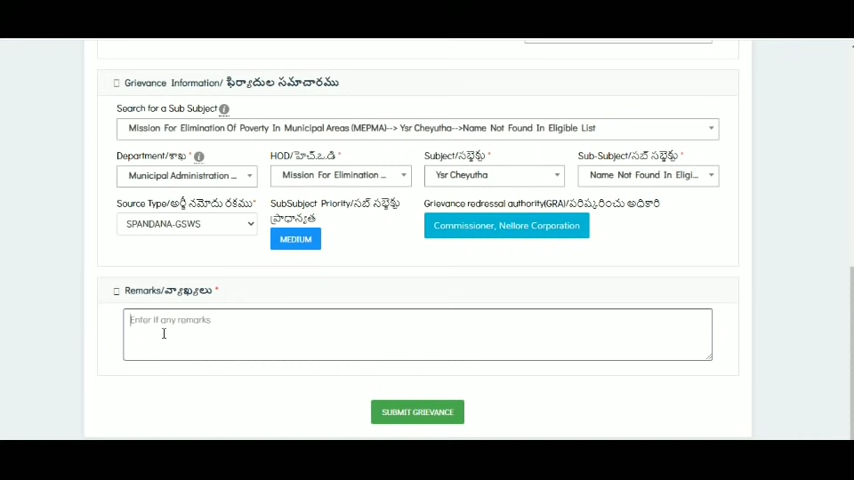 Grievance Information/ ఫిర్యాదుల సమాచారము
Search for a Sub Subject
Mission For Elimination Of Poverty In Municipal Areas (MEPMA)--> Ysr Cheyutha-->Name Not Found In Eligible List
Department/శాఖ * HOD/హెచ్.ఓ.డి * Subject/సబ్జెక్టు * Sub-Subject/సబ్ సబ్జెక్టు *
Municipal Administration ... Mission For Elimination ... Ysr Cheyutha Name Not Found In Eligi...
Source Type/అర్జీ నమోదు రకము* SubSubject Priority/సబ్ సబ్జెక్టు Grievance redressal authority(GRA)/పరిష్కరించు అధికారి
ప్రాధాన్యత
SPANDANA-GSWS MEDIUM Commissioner, Nellore Corporation
Remarks/వ్యాఖ్యలు *
Enter If any remarks
SUBMIT GRIEVANCE